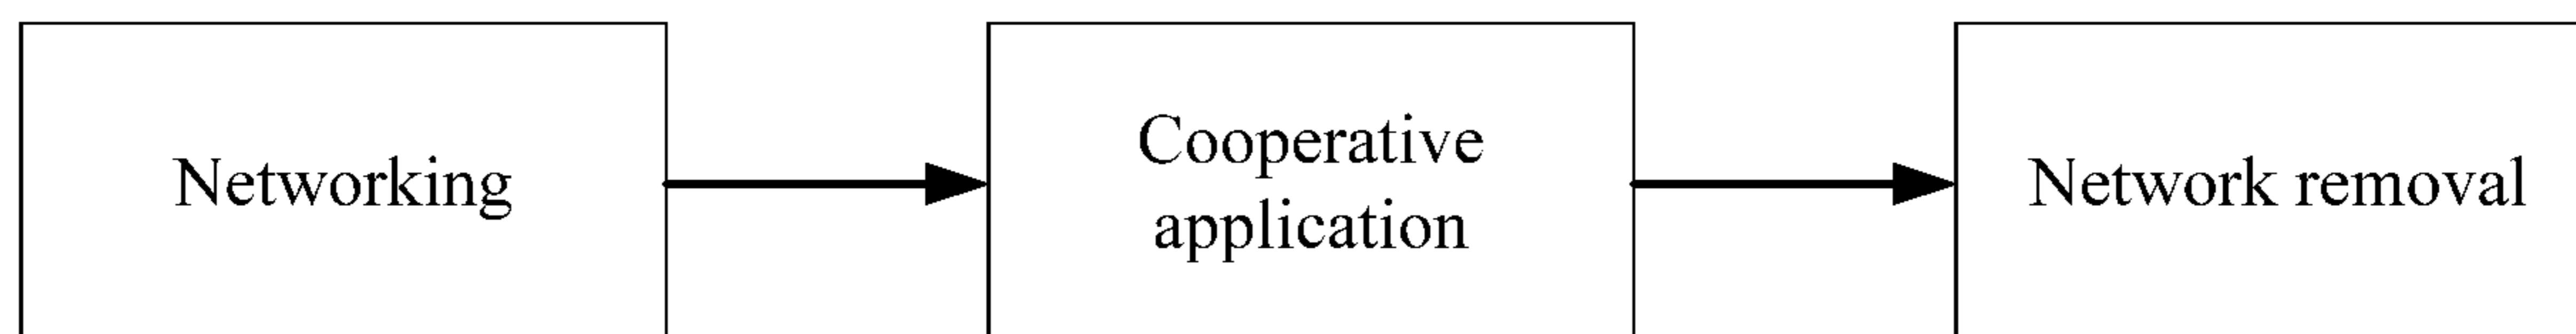 Networking
Cooperative
application
Network removal